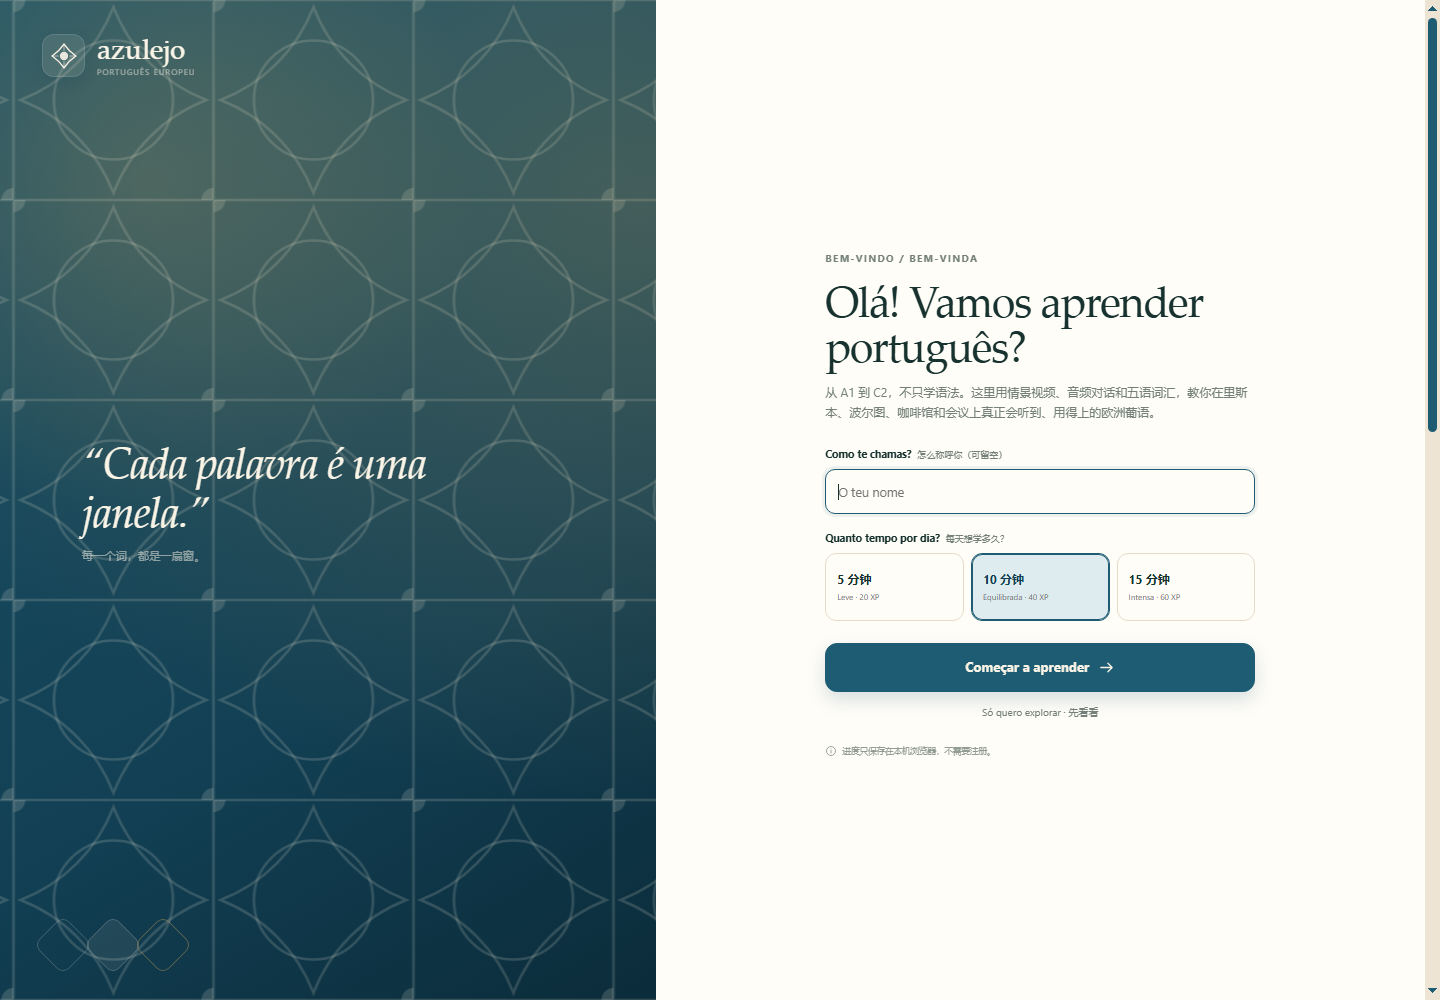 azulejo
PORTUGUÊS EUROPEU
“Cada palavra é uma
janela.”
每一个词，都是一扇窗。
BEM-VINDO / BEM-VINDA
Olá! Vamos aprender
português?
从 A1 到 C2，不只学语法。这里用情景视频、音频对话和五语词汇，教你在里斯
本、波尔图、咖啡馆和会议上真正会听到、用得上的欧洲葡语。
Como te chamas? 怎么称呼你（可留空）
O teu nome
Quanto tempo por dia? 每天想学多久？
5 分钟
Leve · 20 XP
10 分钟
Equilibrada · 40 XP
15 分钟
Intensa · 60 XP
Começar a aprender →
Só quero explorar · 先看看
进度只保存在本机浏览器，不需要注册。